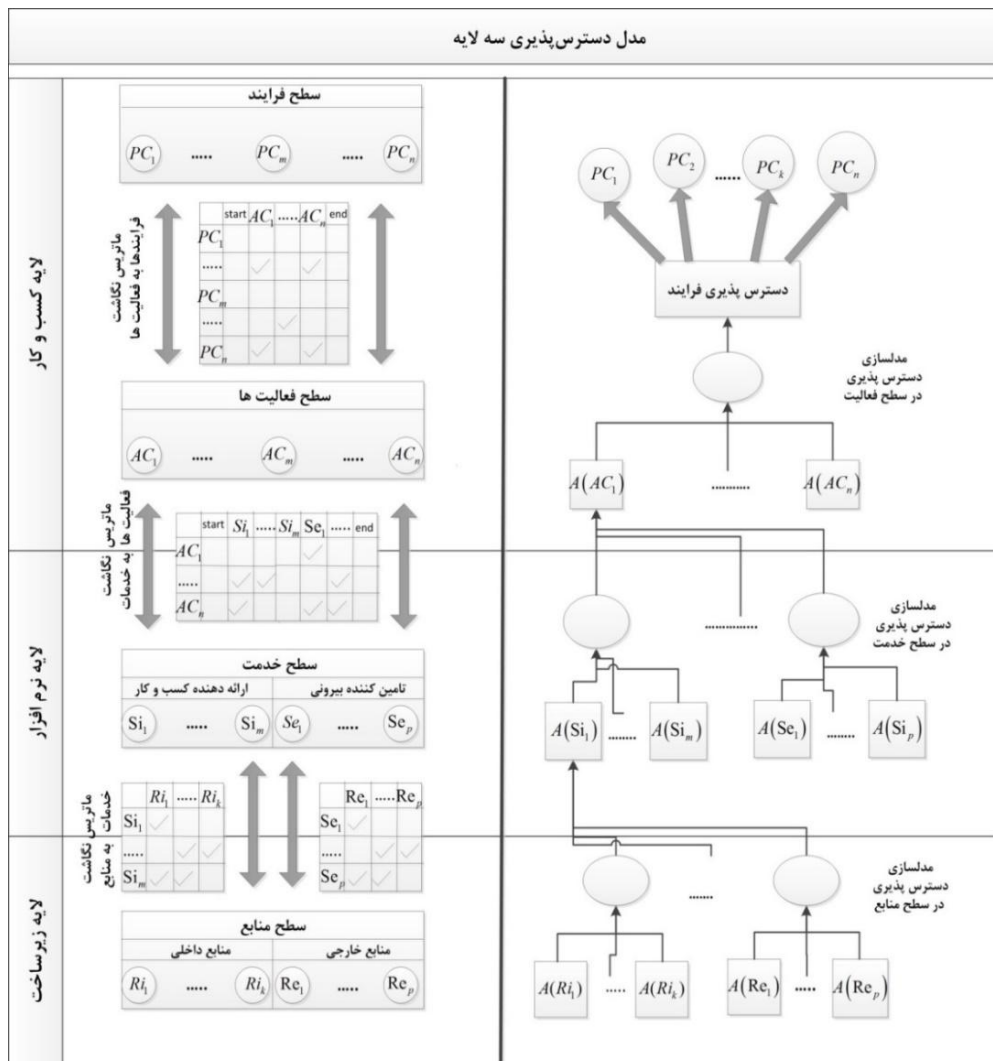 مدل دسترس‌پذیری سه لایه
لایه کسب و کار
سطح فرایند
PC₁ ..... PCₘ ..... PCₙ
ماتریس نگاشت
فرایندها به فعالیت ها
start AC₁ ..... ACₙ end
PC₁
..... ✓ ✓
PCₘ
..... ✓
PCₙ ✓ ✓
سطح فعالیت ها
AC₁ ..... ACₘ ..... ACₙ
ماتریس نگاشت
فعالیت ها به خدمات
start Si₁ ..... Siₘ Se₁ ..... end
AC₁ ✓
..... ✓ ✓ ✓
ACₙ ✓ ✓ ✓
لایه نرم افزار
سطح خدمت
ارائه دهنده کسب و کار
تامین کننده بیرونی
Si₁ ..... Siₘ Se₁ ..... Seₚ
ماتریس نگاشت
خدمات به منابع
Ri₁ ..... Riₖ
Si₁ ✓
..... ✓ ✓
Siₘ ✓ ✓
Re₁ ..... Reₚ
Se₁ ✓
..... ✓ ✓
Seₚ ✓ ✓
لایه زیرساخت
سطح منابع
منابع داخلی
منابع خارجی
Ri₁ ..... Riₖ Re₁ ..... Reₚ
PC₁ PC₂ ...... PCₖ PCₙ
دسترس پذیری فرایند
مدلسازی
دسترس پذیری
در سطح فعالیت
A(AC₁) ........... A(ACₙ)
مدلسازی
دسترس پذیری
در سطح خدمت
..............
A(Si₁) ........ A(Siₘ) A(Se₁) ........ A(Siₚ)
مدلسازی
دسترس پذیری
در سطح منابع
.......
A(Ri₁) ..... A(Riₖ) A(Re₁) ..... A(Reₚ)